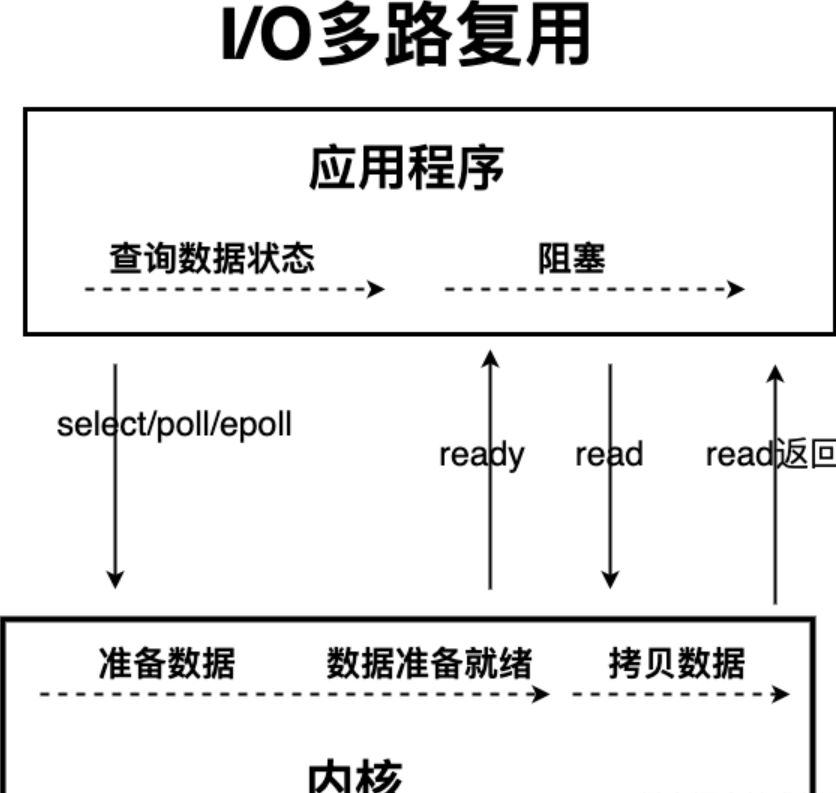 I/O多路复用
应用程序
查询数据状态 阻塞
select/poll/epoll
ready read read返回
准备数据 数据准备就绪 拷贝数据
内核